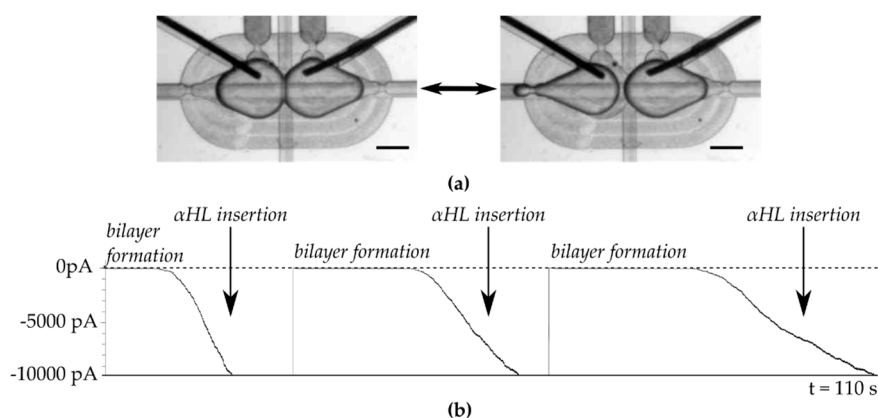 (a)
αHL insertion
αHL insertion
αHL insertion
bilayer
formation
bilayer formation
bilayer formation
0pA
-5000 pA
-10000 pA
t = 110 s
(b)